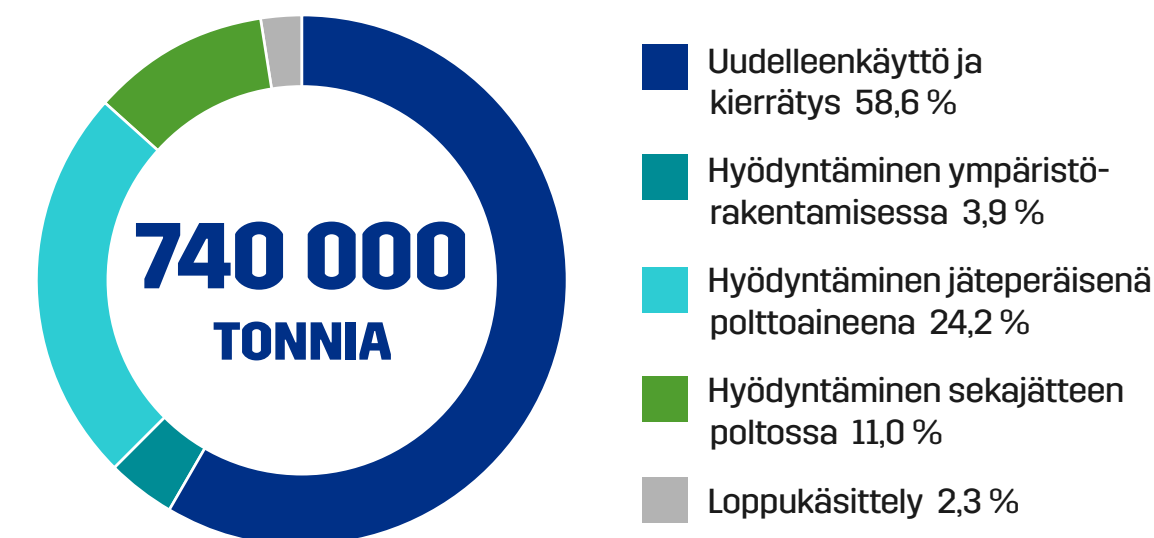 740 000
TONNIA
Uudelleenkäyttö ja
kierrätys 58,6 %
Hyödyntäminen ympäristö-
rakentamisessa 3,9 %
Hyödyntäminen jäteperäisenä
polttoaineena 24,2 %
Hyödyntäminen sekajätteen
poltossa 11,0 %
Loppukäsittely 2,3 %